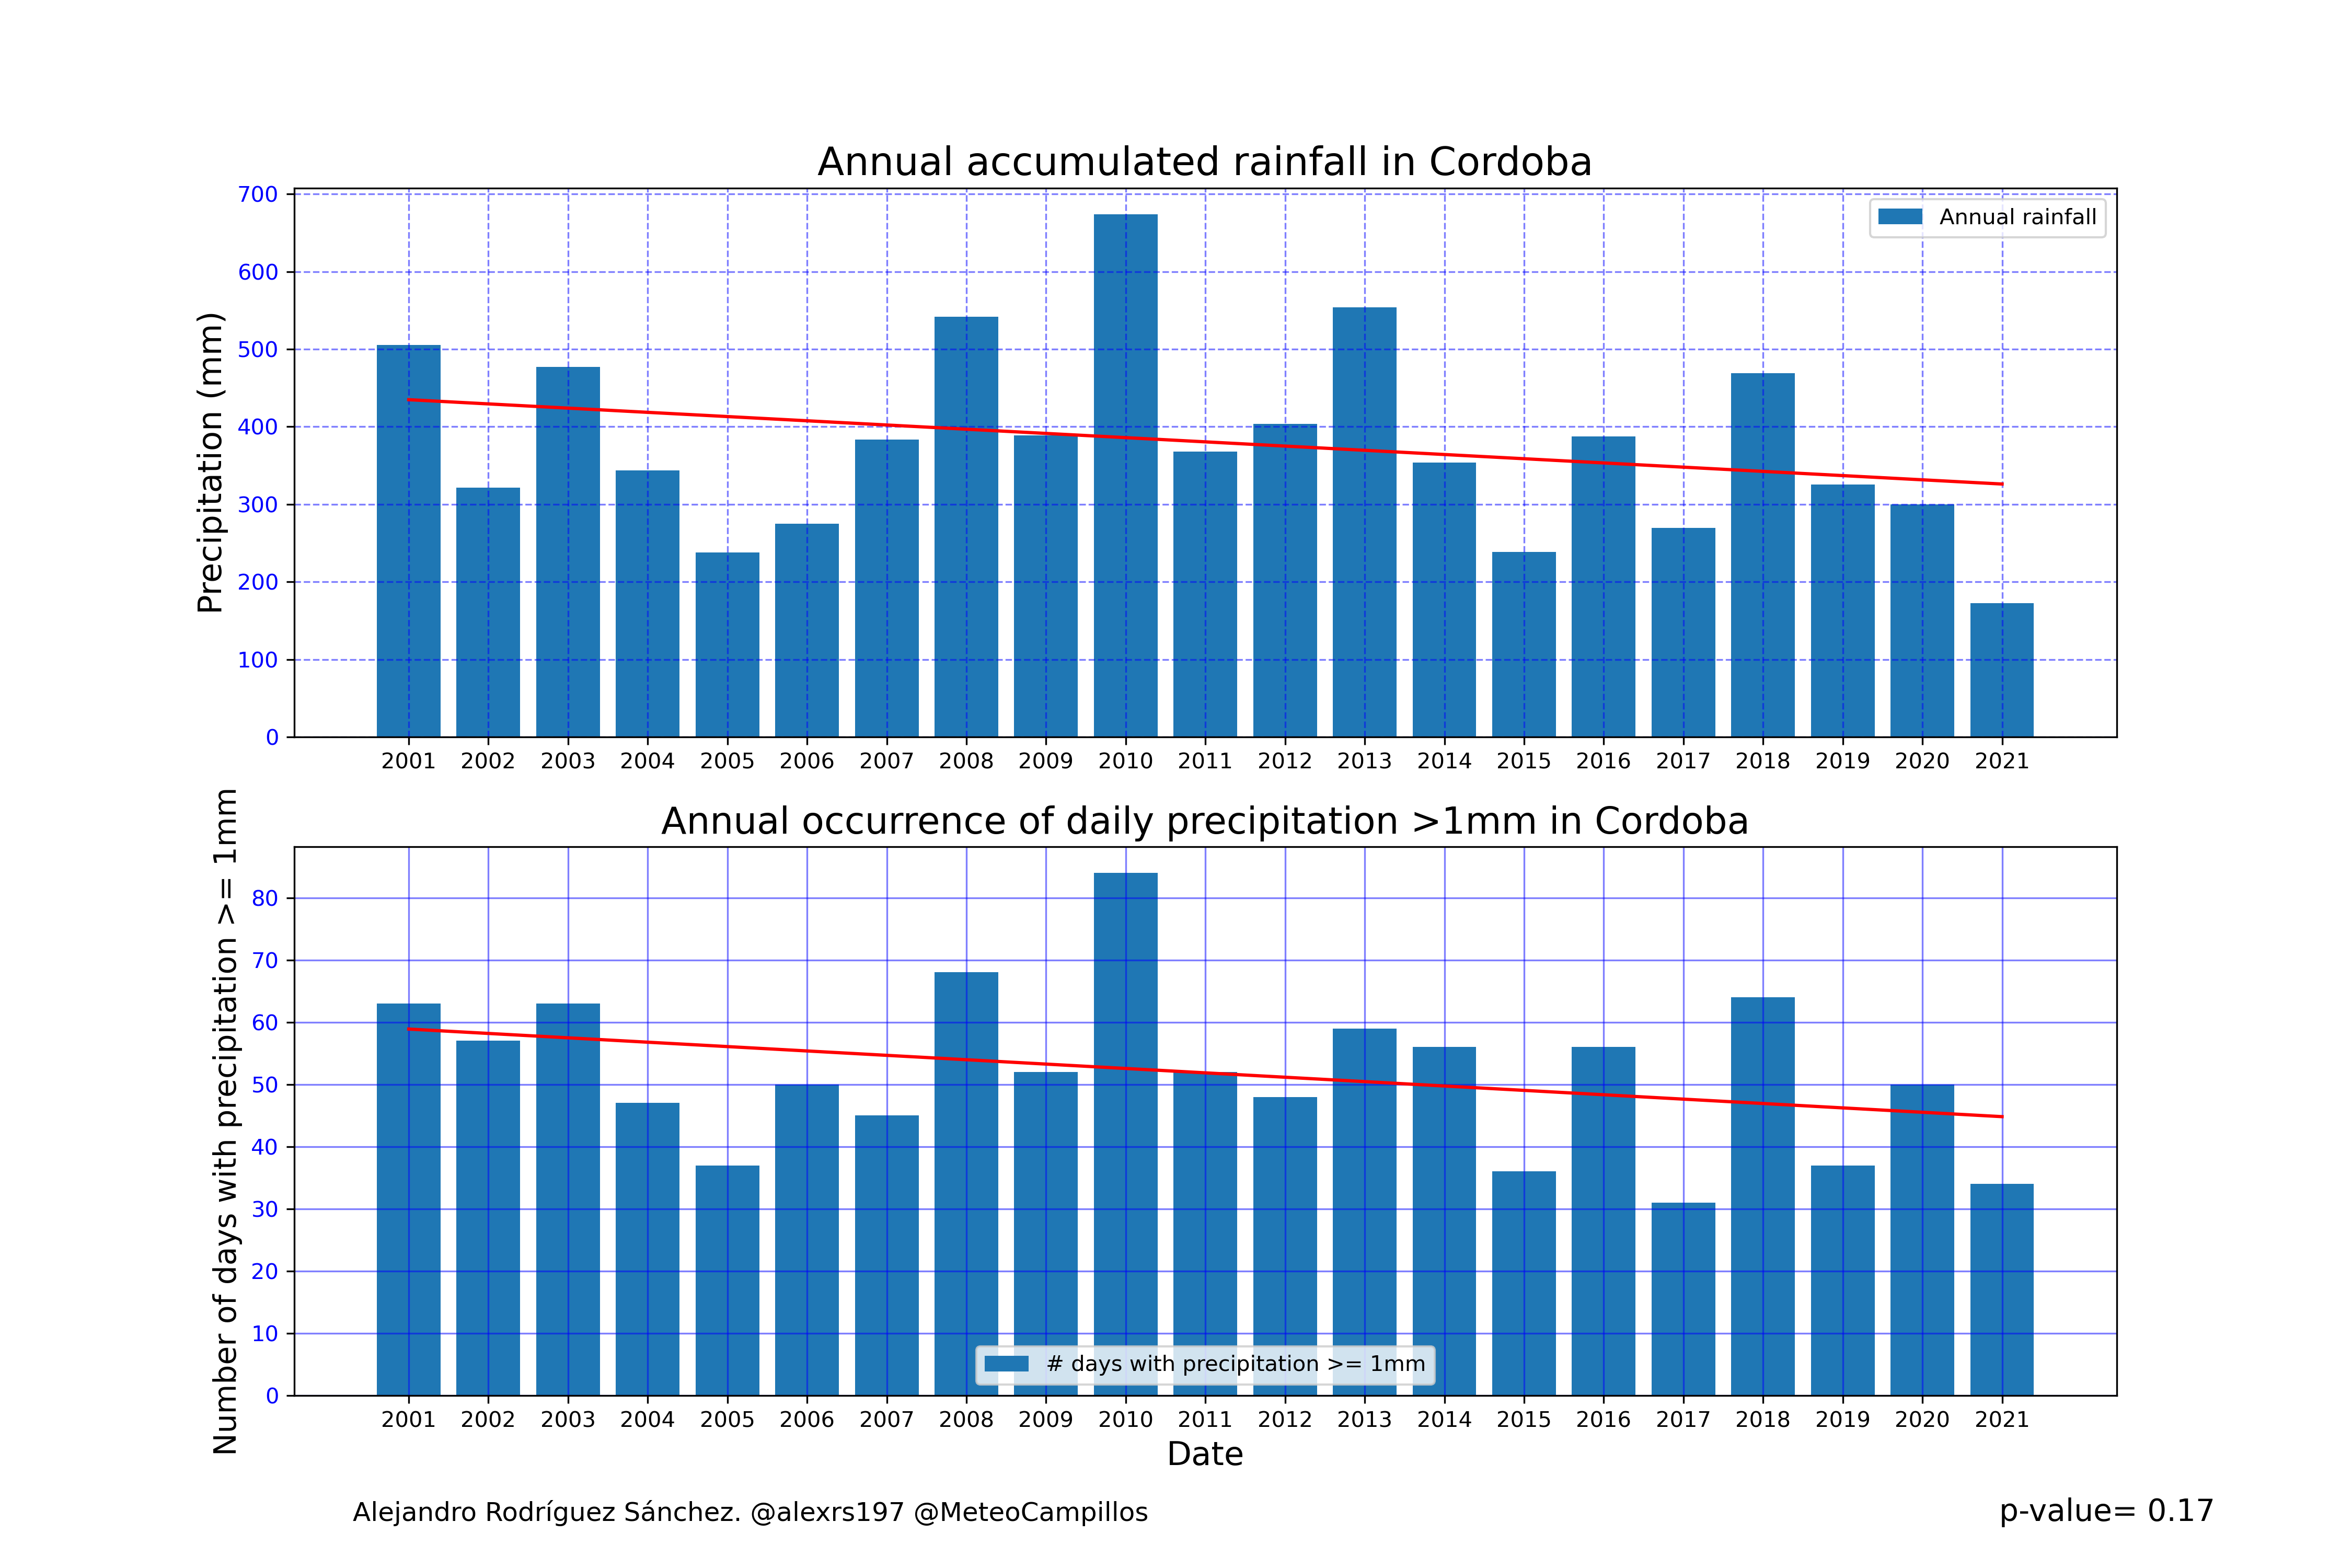 Annual accumulated rainfall in Cordoba
Precipitation (mm)
700
600
500
400
300
200
100
0
Annual rainfall
2001 2002 2003 2004 2005 2006 2007 2008 2009 2010 2011 2012 2013 2014 2015 2016 2017 2018 2019 2020 2021
Annual occurrence of daily precipitation >1mm in Cordoba
Number of days with precipitation >= 1mm
80
70
60
50
40
30
20
10
0
# days with precipitation >= 1mm
2001 2002 2003 2004 2005 2006 2007 2008 2009 2010 2011 2012 2013 2014 2015 2016 2017 2018 2019 2020 2021
Date
Alejandro Rodríguez Sánchez. @alexrs197 @MeteoCampillos
p-value= 0.17